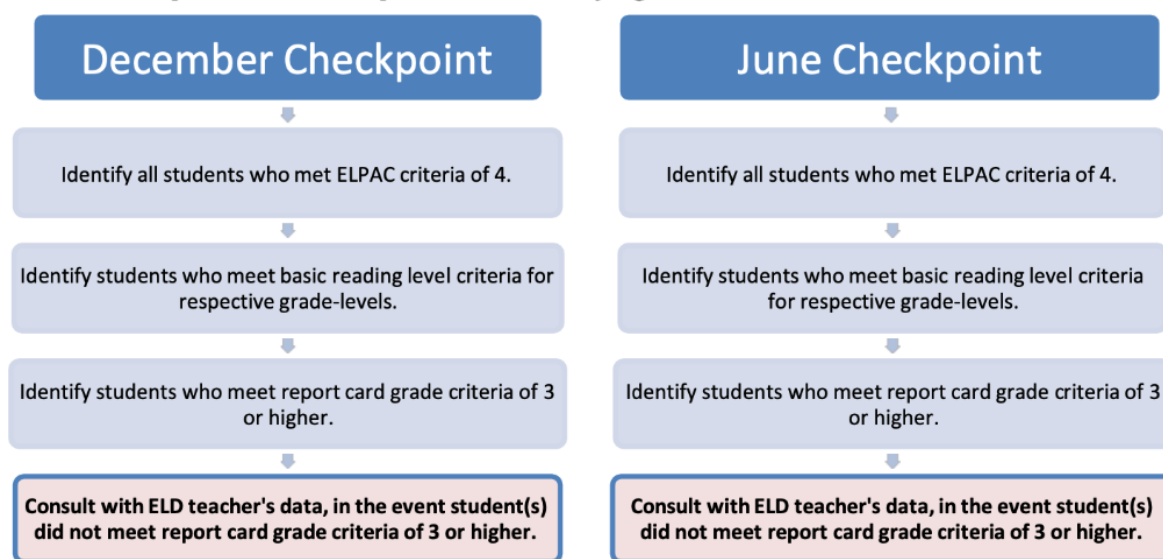 December Checkpoint
Identify all students who met ELPAC criteria of 4.
Identify students who meet basic reading level criteria for
respective grade-levels.
Identify students who meet report card grade criteria of 3
or higher.
Consult with ELD teacher's data, in the event student(s)
did not meet report card grade criteria of 3 or higher.
June Checkpoint
Identify all students who met ELPAC criteria of 4.
Identify students who meet basic reading level criteria
for respective grade-levels.
Identify students who meet report card grade criteria of 3
or higher.
Consult with ELD teacher's data, in the event student(s)
did not meet report card grade criteria of 3 or higher.